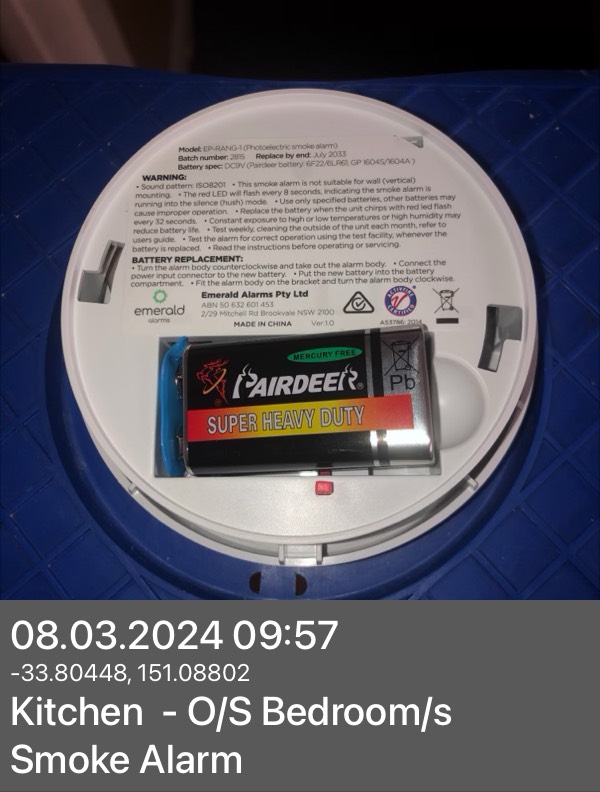 Model: EP-RANG-1 (Photoelectric smoke alarm)
Batch number: 2815 Replace by end: July 2033
Battery spec: DC9V (Pairdeer battery: 6F22/6LR61, GP 1604S/1604A )
WARNING:
• Sound pattern: ISO8201 • This smoke alarm is not suitable for wall (vertical)
mounting. • The red LED will flash every 8 seconds, indicating the smoke alarm is
running into the silence (hush) mode. • Use only specified batteries, other batteries may
cause improper operation. • Replace the battery when the unit chirps with red led flash
every 32 seconds. • Constant exposure to high or low temperatures or high humidity may
reduce battery life. • Test weekly, cleaning outside of the unit each month, refer to
users guide. • Test the alarm for correct operation using the test facility, whenever the
battery is replaced. • Read the instructions before operating or servicing.
BATTERY REPLACEMENT:
• Turn the alarm body counterclockwise and take out the alarm body. • Connect the
power input connector to the new battery. • Put the new battery into the battery
compartment. • Fit the alarm body on the bracket and turn the alarm body clockwise.
emerald
alarms
Emerald Alarms Pty Ltd
ABN 50 632 601 453
2/29 Mitchell Rd Brookvale NSW 2100
MADE IN CHINA Ver:1.0
ACTIVFIRE CERTIFIED
AS3786: 2014
MERCURY FREE
PAIRDEER®
SUPER HEAVY DUTY
Pb
08.03.2024 09:57
-33.80448, 151.08802
Kitchen - O/S Bedroom/s
Smoke Alarm